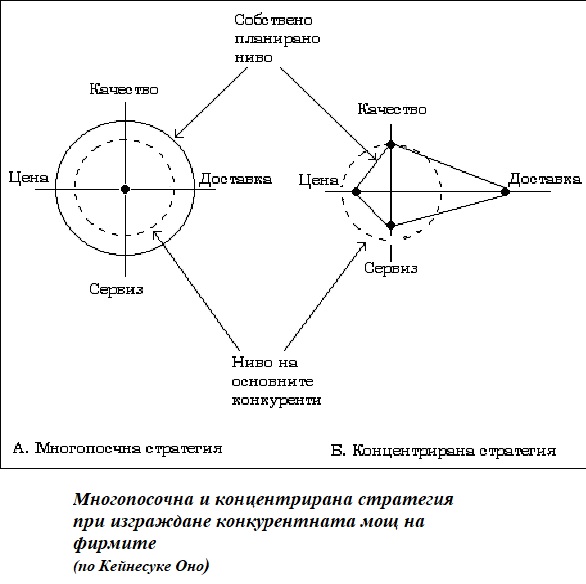 Собствено
планирано
ниво
Качество
Качество
Цена
Доставка
Цена
Доставка
Сервиз
Сервиз
Ниво на
основните
конкуренти
А. Многопосчна стратегия
Б. Концентрирана стратегия
Многопосочна и концентрирана стратегия
при изграждане конкурентната мощ на
фирмите
(по Кейнесуке Оно)